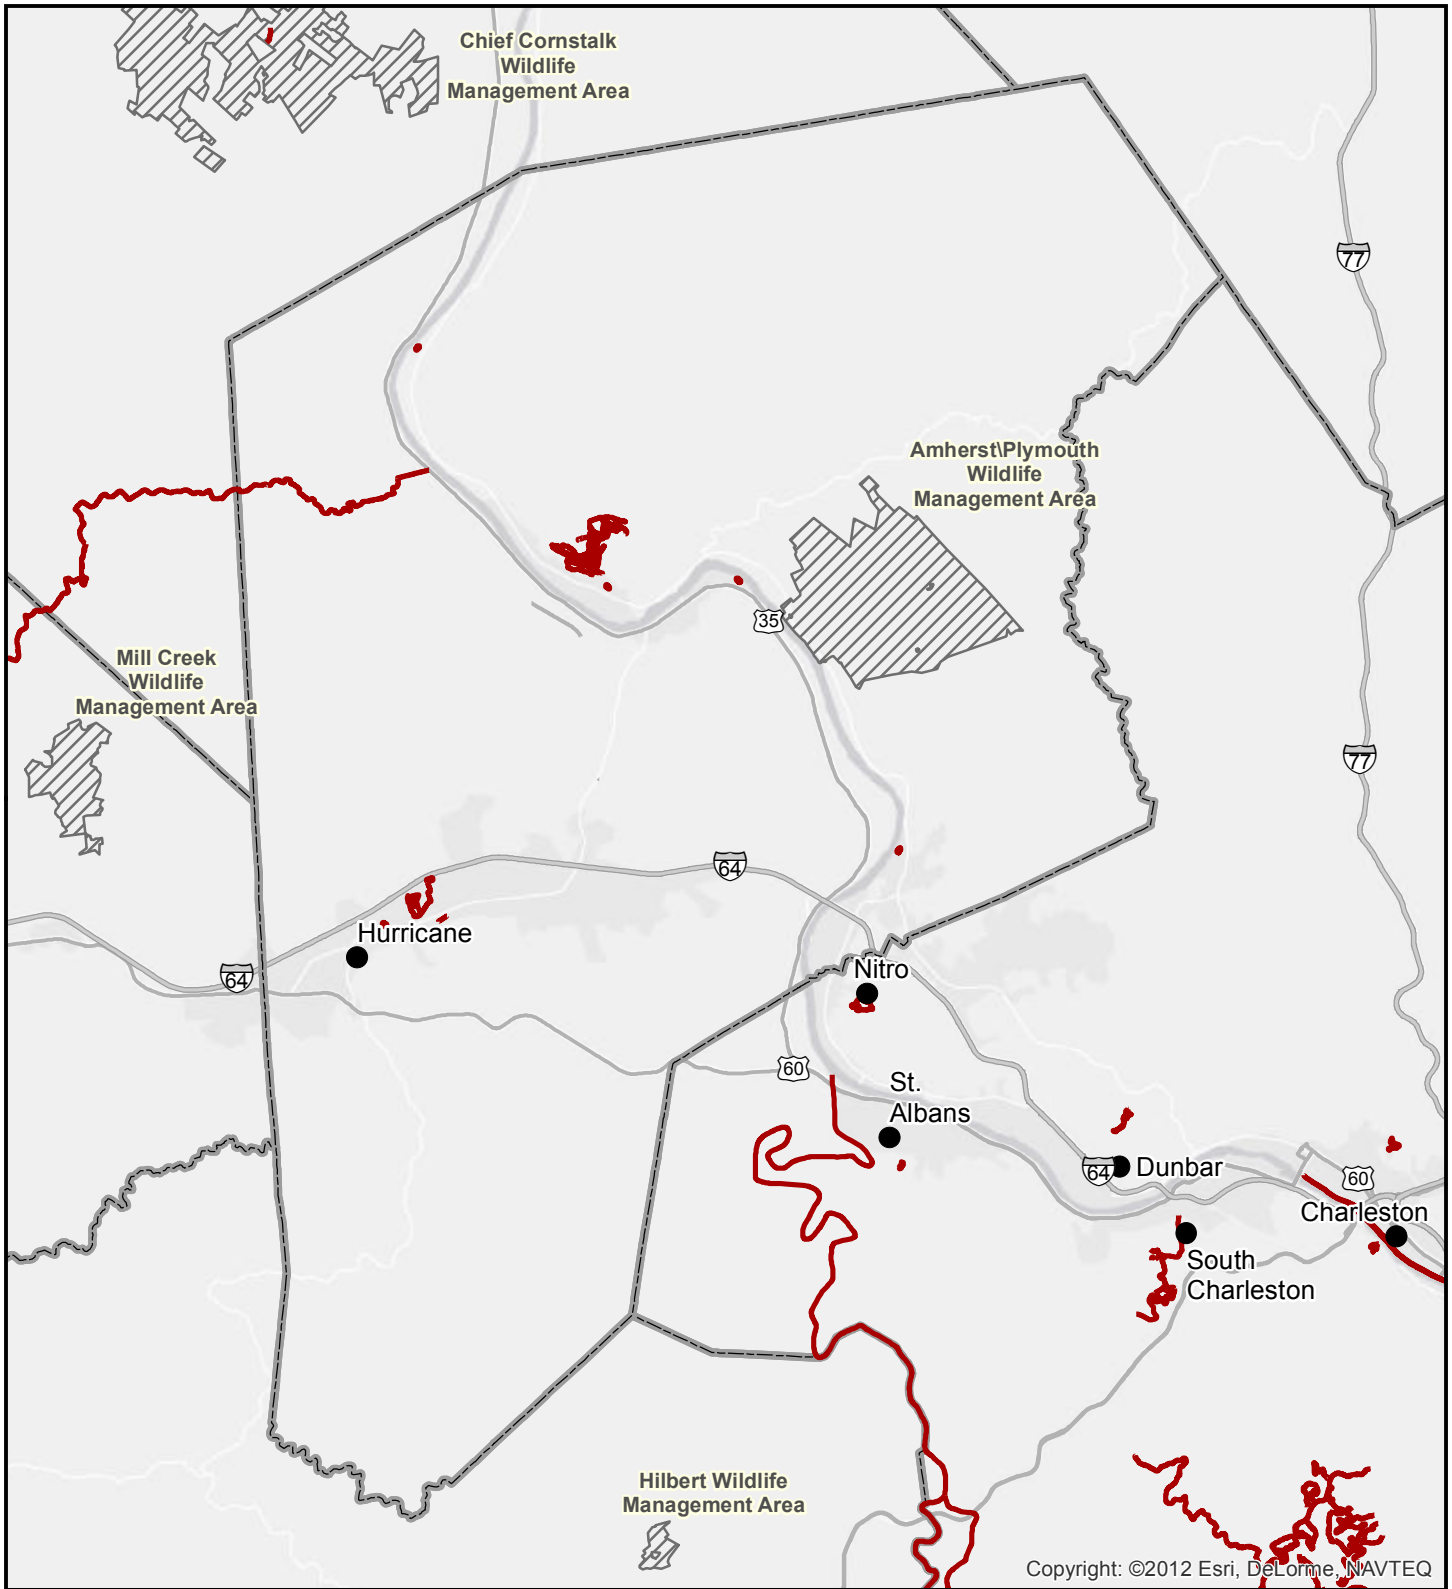 Chief Cornstalk
Wildlife
Management Area
77
Amherst\Plymouth
Wildlife
Management Area
35
Mill Creek
Wildlife
Management Area
77
64
Hurricane
64
Nitro
60
St.
Albans
64
Dunbar
60
Charleston
South
Charleston
Hilbert Wildlife
Management Area
Copyright: ©2012 Esri, DeLorme, NAVTEQ